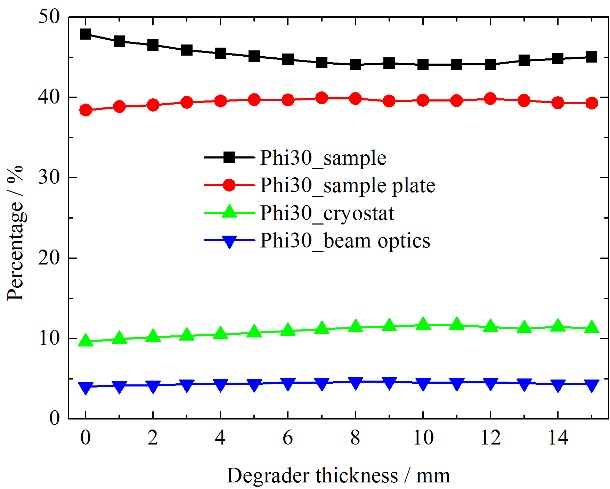 50
40
30
20
10
0
Percentage / %
Phi30_sample
Phi30_sample plate
Phi30_cryostat
Phi30_beam optics
0 2 4 6 8 10 12 14
Degrader thickness / mm